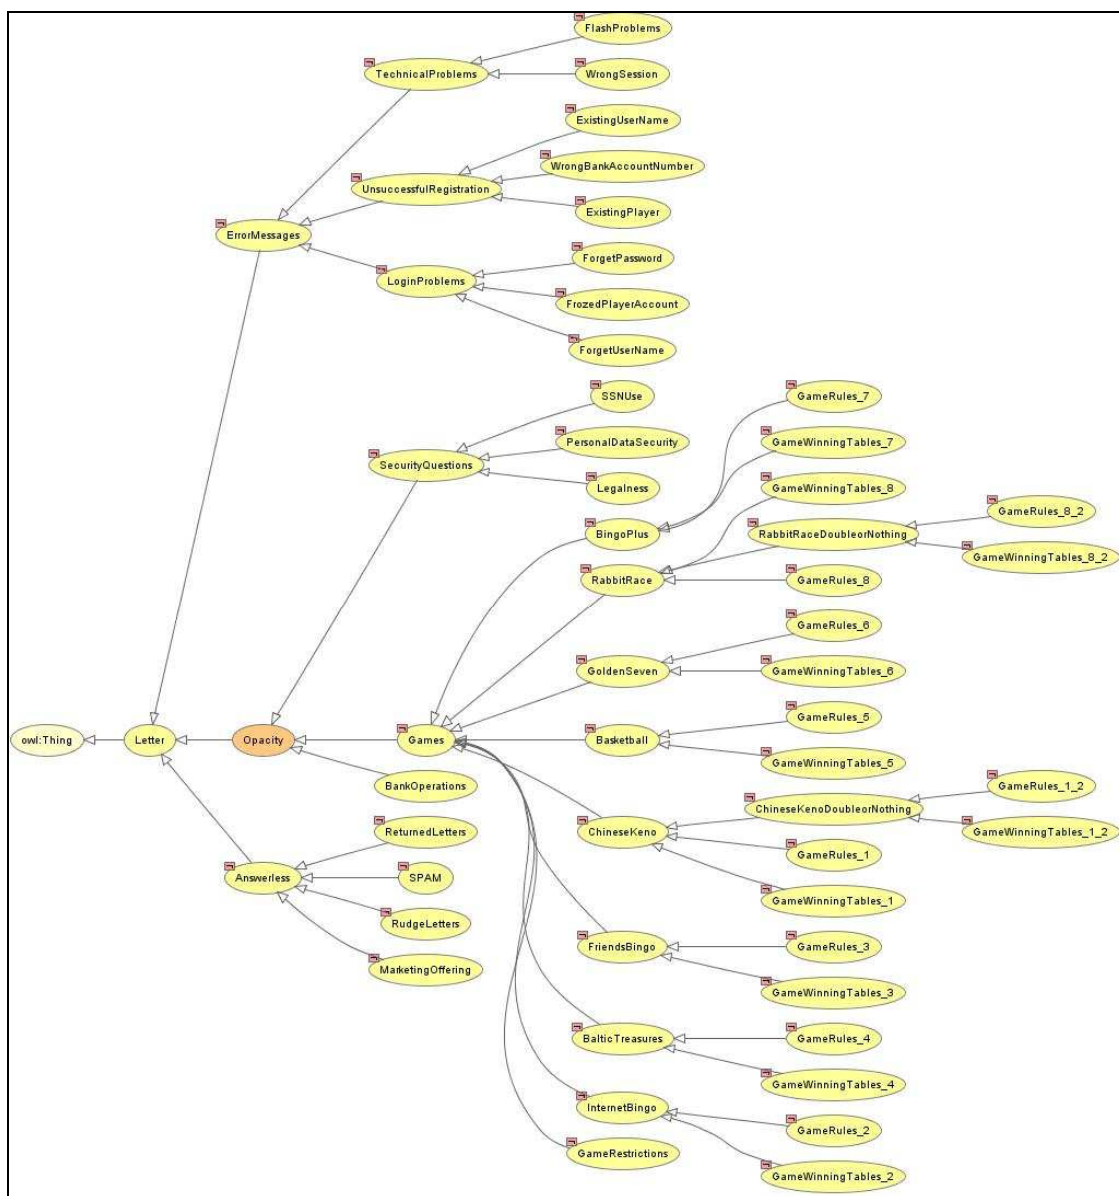 FlashProblems
TechnicalProblems
WrongSession
ExistingUserName
WrongBankAccountNumber
UnsuccessfulRegistration
ExistingPlayer
ErrorMessages
ForgetPassword
LoginProblems
FrozedPlayerAccount
ForgetUserName
SSNUse
GameRules_7
PersonalDataSecurity
GameWinningTables_7
SecurityQuestions
Legalness
GameWinningTables_8
GameRules_8_2
BingoPlus
RabbitRaceDoubleorNothing
GameWinningTables_8_2
RabbitRace
GameRules_8
GameRules_6
GoldenSeven
GameWinningTables_6
GameRules_5
owl:Thing
Letter
Opacity
Games
Basketball
GameWinningTables_5
BankOperations
GameRules_1_2
ChineseKenoDoubleorNothing
ReturnedLetters
ChineseKeno
GameWinningTables_1_2
GameRules_1
Answerless
SPAM
GameWinningTables_1
RudgeLetters
FriendsBingo
GameRules_3
MarketingOffering
GameWinningTables_3
BalticTreasures
GameRules_4
GameWinningTables_4
InternetBingo
GameRules_2
GameRestrictions
GameWinningTables_2